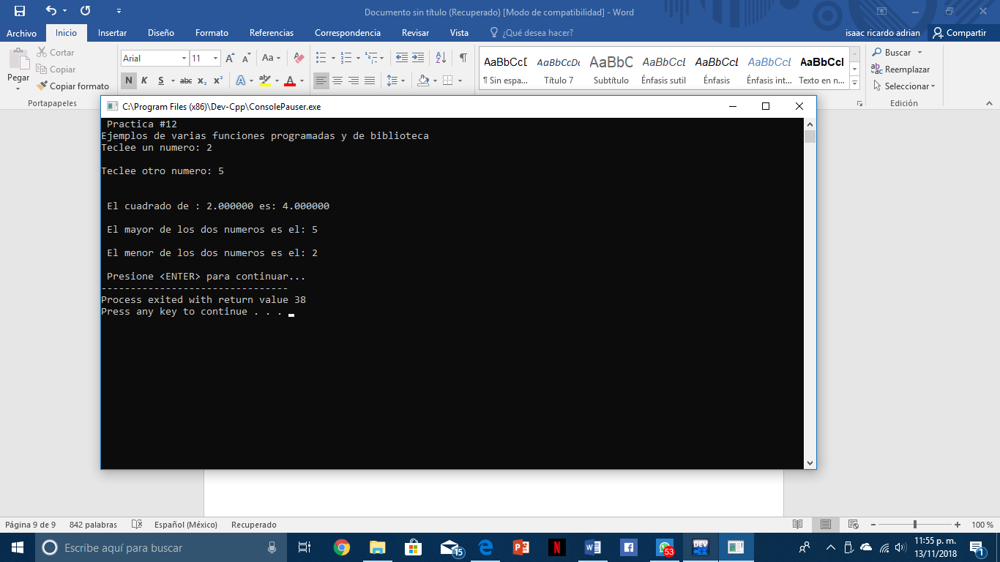 Documento sin título (Recuperado) [Modo de compatibilidad] - Word
Archivo Inicio Insertar Diseño Formato Referencias Correspondencia Revisar Vista ¿Qué desea hacer? isaac ricardo adrian Compartir
Pegar
Cortar
Copiar
Copiar formato
Portapapeles
Arial 11 A A Aa A
N K S abc x₂ x² A ab A
AaBbCcD
¶ Sin espa...
AaBbCcDc
Título 7
AaBbC
Subtítulo
AaBbCcL
Énfasis sutil
AaBbCcL
Énfasis
AaBbCcL
Énfasis int...
AaBbCcI
Texto en n...
Buscar
Reemplazar
Seleccionar
Edición
C:\Program Files (x86)\Dev-Cpp\ConsolePauser.exe
Practica #12
Ejemplos de varias funciones programadas y de biblioteca
Teclee un numero: 2
Teclee otro numero: 5
El cuadrado de : 2.000000 es: 4.000000
El mayor de los dos numeros es el: 5
El menor de los dos numeros es el: 2
Presione <ENTER> para continuar...
--------------------------------
Process exited with return value 38
Press any key to continue . . .
Página 9 de 9 842 palabras Español (México) Recuperado 100 %
Escribe aquí para buscar 15 53 DEV 11:55 p. m.
13/11/2018 1